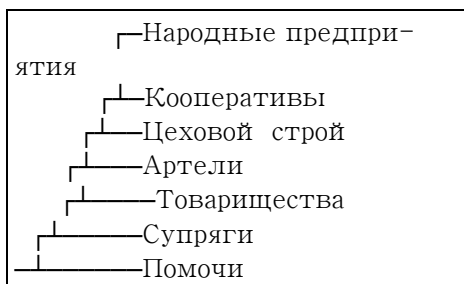 Народные предпри-
ятия
Кооперативы
Цеховой строй
Артели
Товарищества
Супряги
Помочи